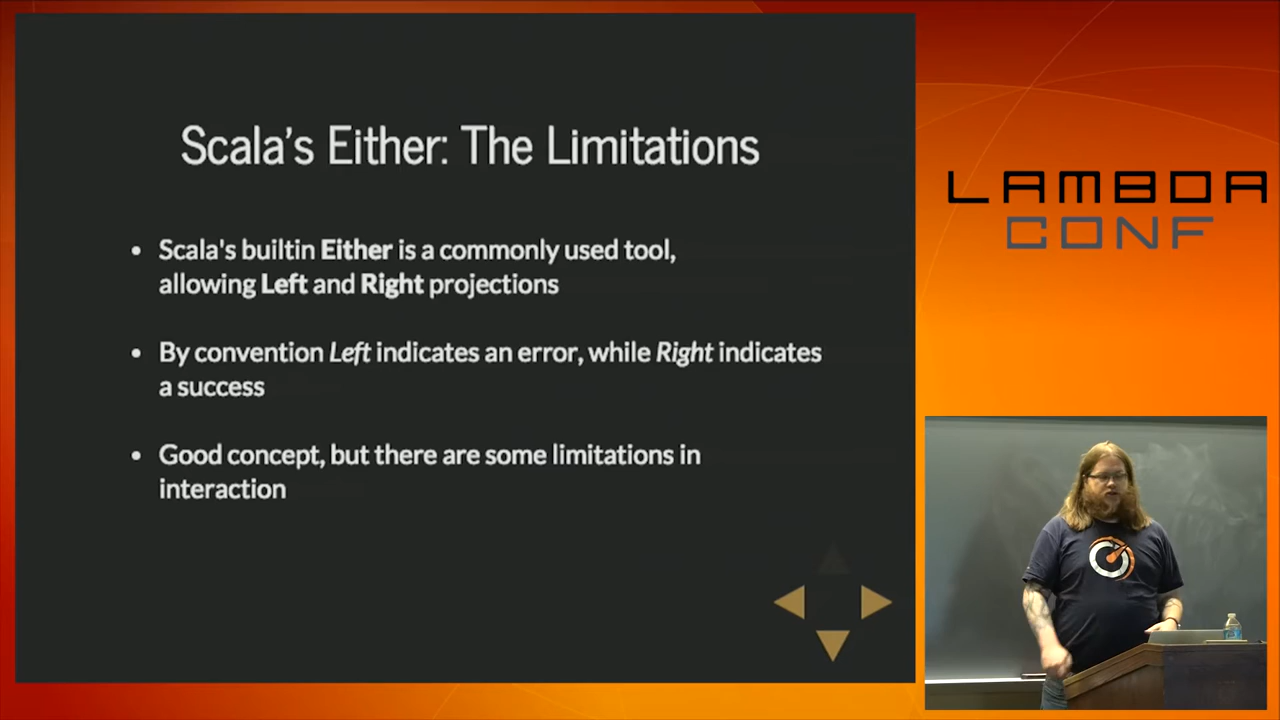 Scala's Either: The Limitations
• Scala's builtin Either is a commonly used tool,
allowing Left and Right projections
• By convention Left indicates an error, while Right indicates
a success
• Good concept, but there are some limitations in
interaction
LAMBDA
CONF